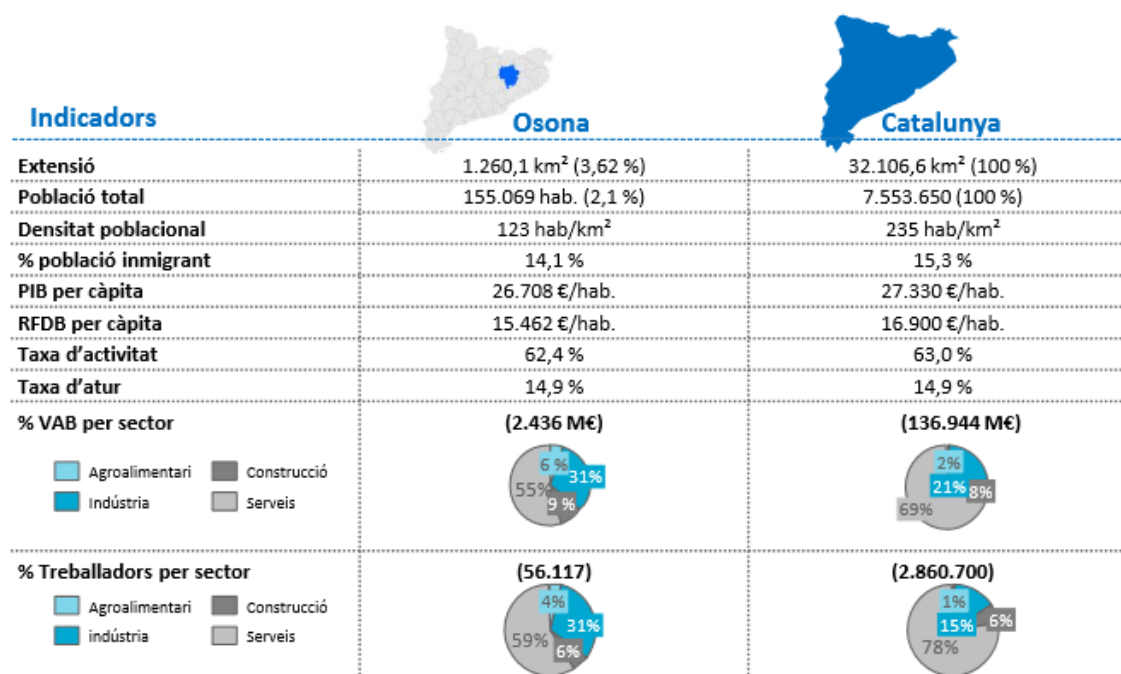 Indicadors Osona Catalunya
Extensió 1.260,1 km² (3,62 %) 32.106,6 km² (100 %)
Població total 155.069 hab. (2,1 %) 7.553.650 (100 %)
Densitat poblacional 123 hab/km² 235 hab/km²
% població inmigrant 14,1 % 15,3 %
PIB per càpita 26.708 €/hab. 27.330 €/hab.
RFDB per càpita 15.462 €/hab. 16.900 €/hab.
Taxa d’activitat 62,4 % 63,0 %
Taxa d’atur 14,9 % 14,9 %
% VAB per sector (2.436 M€) (136.944 M€)
Agroalimentari Construcció 6 % 31% 2%
Indústria Serveis 55% 9 % 21% 8% 69%
% Treballadors per sector (56.117) (2.860.700)
Agroalimentari Construcció 4% 1%
indústria Serveis 59% 31% 6% 15% 6% 78%